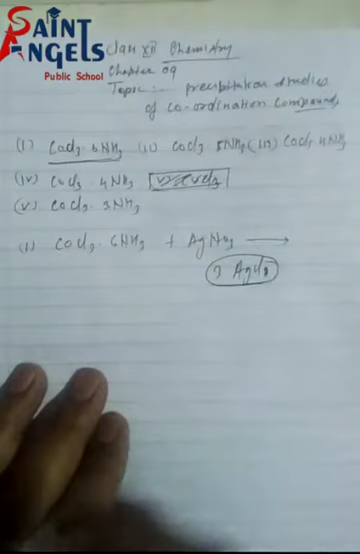 SAINT
ANGELS
Public School
Class XII Chemistry
Chapter 09
Topic :- precipitation studies
of co-ordination compounds
(i) CoCl3. 6NH3 (ii) CoCl3 5NH3 (iii) CoCl3 4NH3
(iv) CoCl3 4NH3
(v) CoCl3. 3NH3
(i) CoCl3. 6NH3 + AgNO3 ⟶
3 AgCl